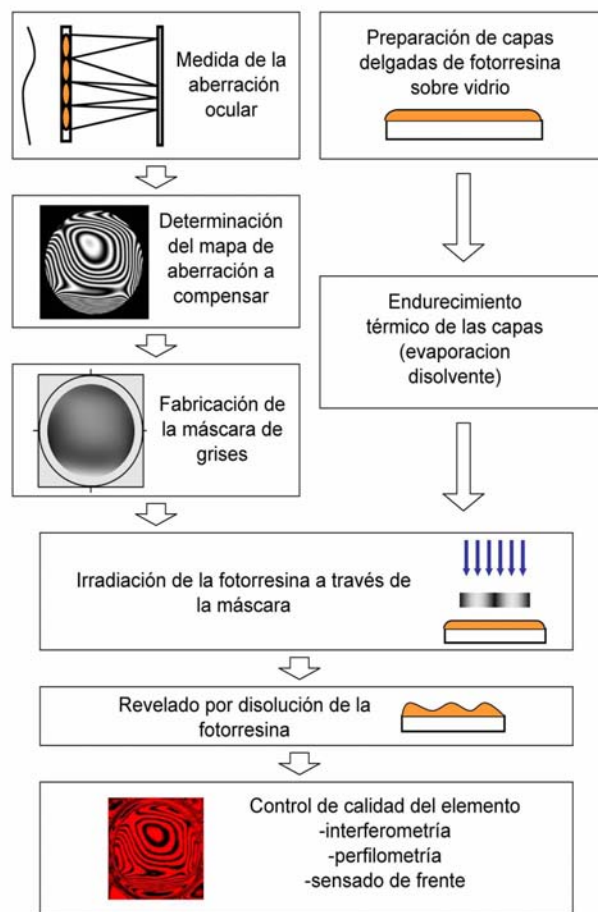 Medida de la
aberración
ocular
Preparación de capas
delgadas de fotorresina
sobre vidrio
Determinación
del mapa de
aberración a
compensar
Endurecimiento
térmico de las capas
(evaporacion
disolvente)
Fabricación de
la máscara de
grises
Irradiación de la fotorresina a través de
la máscara
Revelado por disolución de la
fotorresina
Control de calidad del elemento
-interferometría
-perfilometría
-sensado de frente